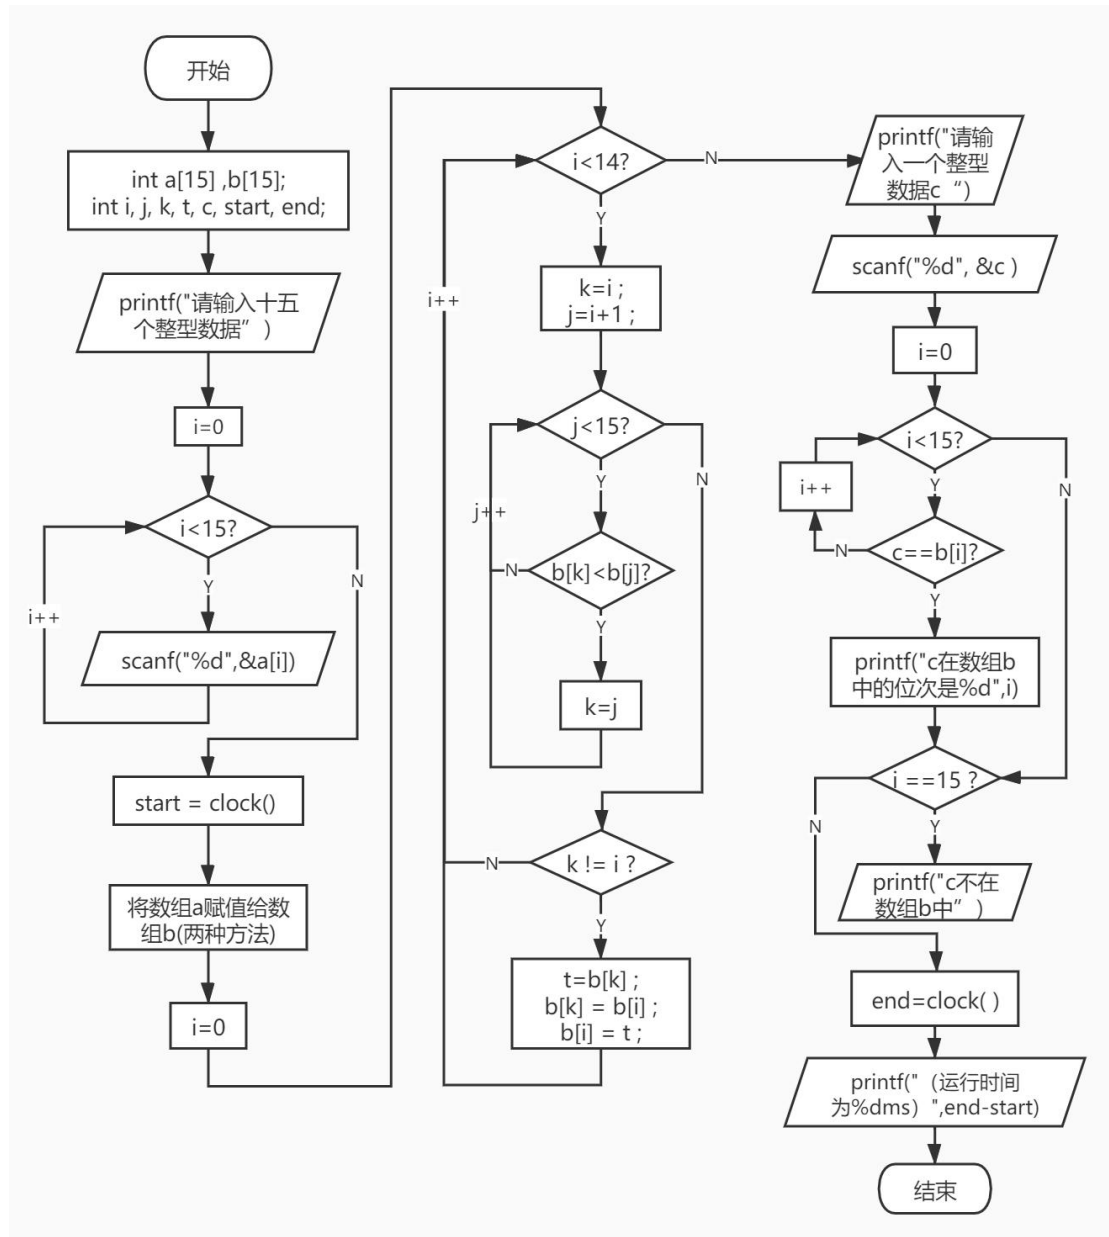 开始
int a[15] ,b[15];
int i, j, k, t, c, start, end;
printf("请输入十五
个整型数据” )
i=0
i<15?
Y
N
i++
scanf("%d",&a[i])
start = clock()
将数组a赋值给数
组b(两种方法)
i=0
i<14?
N
Y
i++
k=i ;
j=i+1 ;
j<15?
Y
N
j++
b[k]<b[j]?
N
Y
k=j
k != i ?
N
Y
t=b[k] ;
b[k] = b[i] ;
b[i] = t ;
printf("请输
入一个整型
数据c “)
scanf("%d", &c )
i=0
i<15?
Y
N
i++
c==b[i]?
N
Y
printf("c在数组b
中的位次是%d",i)
i ==15 ?
N
Y
printf("c不在
数组b中” )
end=clock( )
printf("（运行时间
为%dms）",end-start)
结束